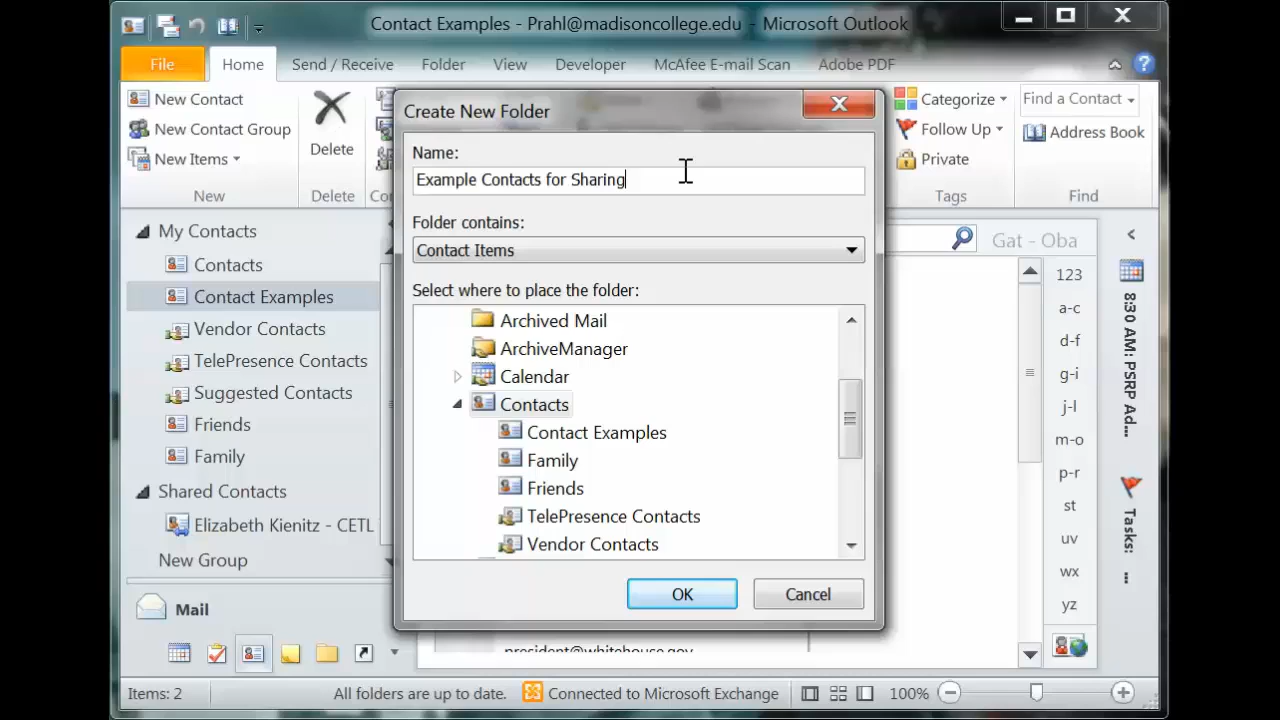 Contact Examples - Prahl@madisoncollege.edu - Microsoft Outlook
File Home Send / Receive Folder View Developer McAfee E-mail Scan Adobe PDF
New Contact
New Contact Group
New Items
New
Delete
Delete
Categorize
Follow Up
Private
Tags
Find a Contact
Address Book
Find
My Contacts
Contacts
Contact Examples
Vendor Contacts
TelePresence Contacts
Suggested Contacts
Friends
Family
Shared Contacts
Elizabeth Kienitz - CETL
New Group
Mail
Create New Folder
Name:
Example Contacts for Sharing
Folder contains:
Contact Items
Select where to place the folder:
Archived Mail
ArchiveManager
Calendar
Contacts
Contact Examples
Family
Friends
TelePresence Contacts
Vendor Contacts
OK Cancel
president@whitehouse.gov
Gat - Oba
123
a-c
d-f
g-i
j-l
m-o
p-r
st
uv
wx
yz
8:30 AM: PSRP Ad...
Tasks: ...
Items: 2 All folders are up to date. Connected to Microsoft Exchange 100%